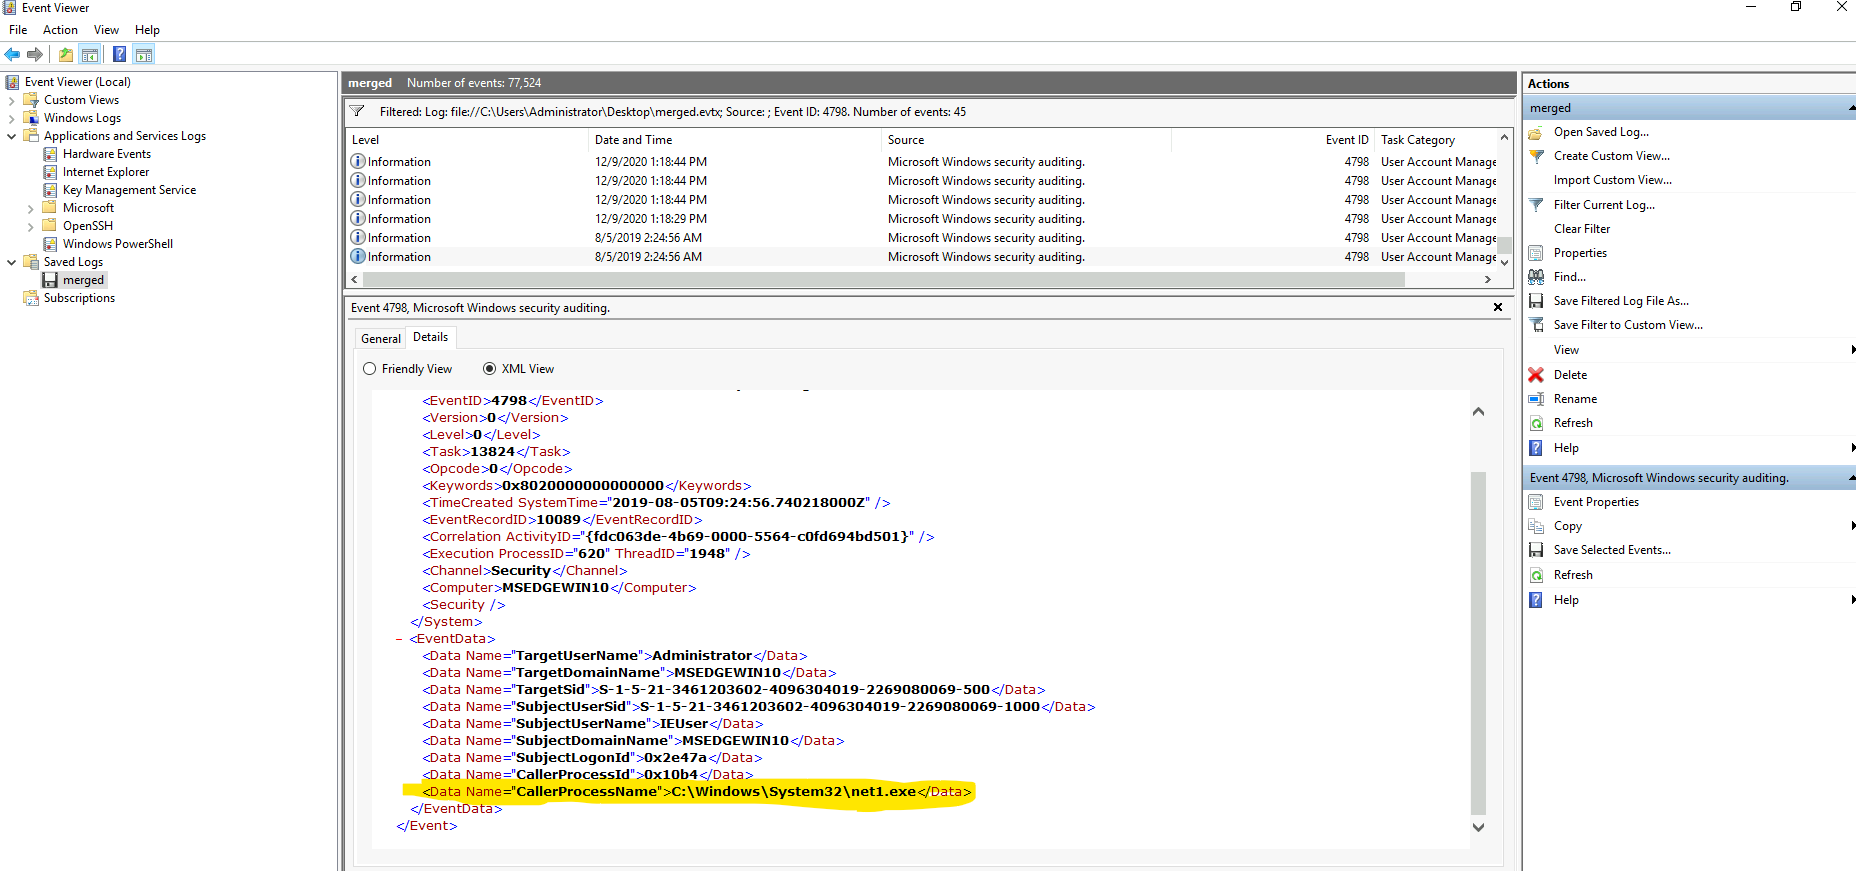 Event Viewer
File Action View Help
Event Viewer (Local)
Custom Views
Windows Logs
Applications and Services Logs
Hardware Events
Internet Explorer
Key Management Service
Microsoft
OpenSSH
Windows PowerShell
Saved Logs
merged
Subscriptions
merged Number of events: 77,524
Filtered: Log: file://C:\Users\Administrator\Desktop\merged.evtx; Source: ; Event ID: 4798. Number of events: 45
Level Date and Time Source Event ID Task Category
Information 12/9/2020 1:18:44 PM Microsoft Windows security auditing. 4798 User Account Manage
Information 12/9/2020 1:18:44 PM Microsoft Windows security auditing. 4798 User Account Manage
Information 12/9/2020 1:18:44 PM Microsoft Windows security auditing. 4798 User Account Manage
Information 12/9/2020 1:18:29 PM Microsoft Windows security auditing. 4798 User Account Manage
Information 8/5/2019 2:24:56 AM Microsoft Windows security auditing. 4798 User Account Manage
Information 8/5/2019 2:24:56 AM Microsoft Windows security auditing. 4798 User Account Manage
Event 4798, Microsoft Windows security auditing.
General Details
Friendly View XML View
<EventID>4798</EventID>
<Version>0</Version>
<Level>0</Level>
<Task>13824</Task>
<Opcode>0</Opcode>
<Keywords>0x8020000000000000</Keywords>
<TimeCreated SystemTime="2019-08-05T09:24:56.740218000Z" />
<EventRecordID>10089</EventRecordID>
<Correlation ActivityID="{fdc063de-4b69-0000-5564-c0fd694bd501}" />
<Execution ProcessID="620" ThreadID="1948" />
<Channel>Security</Channel>
<Computer>MSEDGEWIN10</Computer>
<Security />
</System>
- <EventData>
<Data Name="TargetUserName">Administrator</Data>
<Data Name="TargetDomainName">MSEDGEWIN10</Data>
<Data Name="TargetSid">S-1-5-21-3461203602-4096304019-2269080069-500</Data>
<Data Name="SubjectUserSid">S-1-5-21-3461203602-4096304019-2269080069-1000</Data>
<Data Name="SubjectUserName">IEUser</Data>
<Data Name="SubjectDomainName">MSEDGEWIN10</Data>
<Data Name="SubjectLogonId">0x2e47a</Data>
<Data Name="CallerProcessId">0x10b4</Data>
<Data Name="CallerProcessName">C:\Windows\System32\net1.exe</Data>
</EventData>
</Event>
Actions
merged
Open Saved Log...
Create Custom View...
Import Custom View...
Filter Current Log...
Clear Filter
Properties
Find...
Save Filtered Log File As...
Save Filter to Custom View...
View
Delete
Rename
Refresh
Help
Event 4798, Microsoft Windows security auditing.
Event Properties
Copy
Save Selected Events...
Refresh
Help